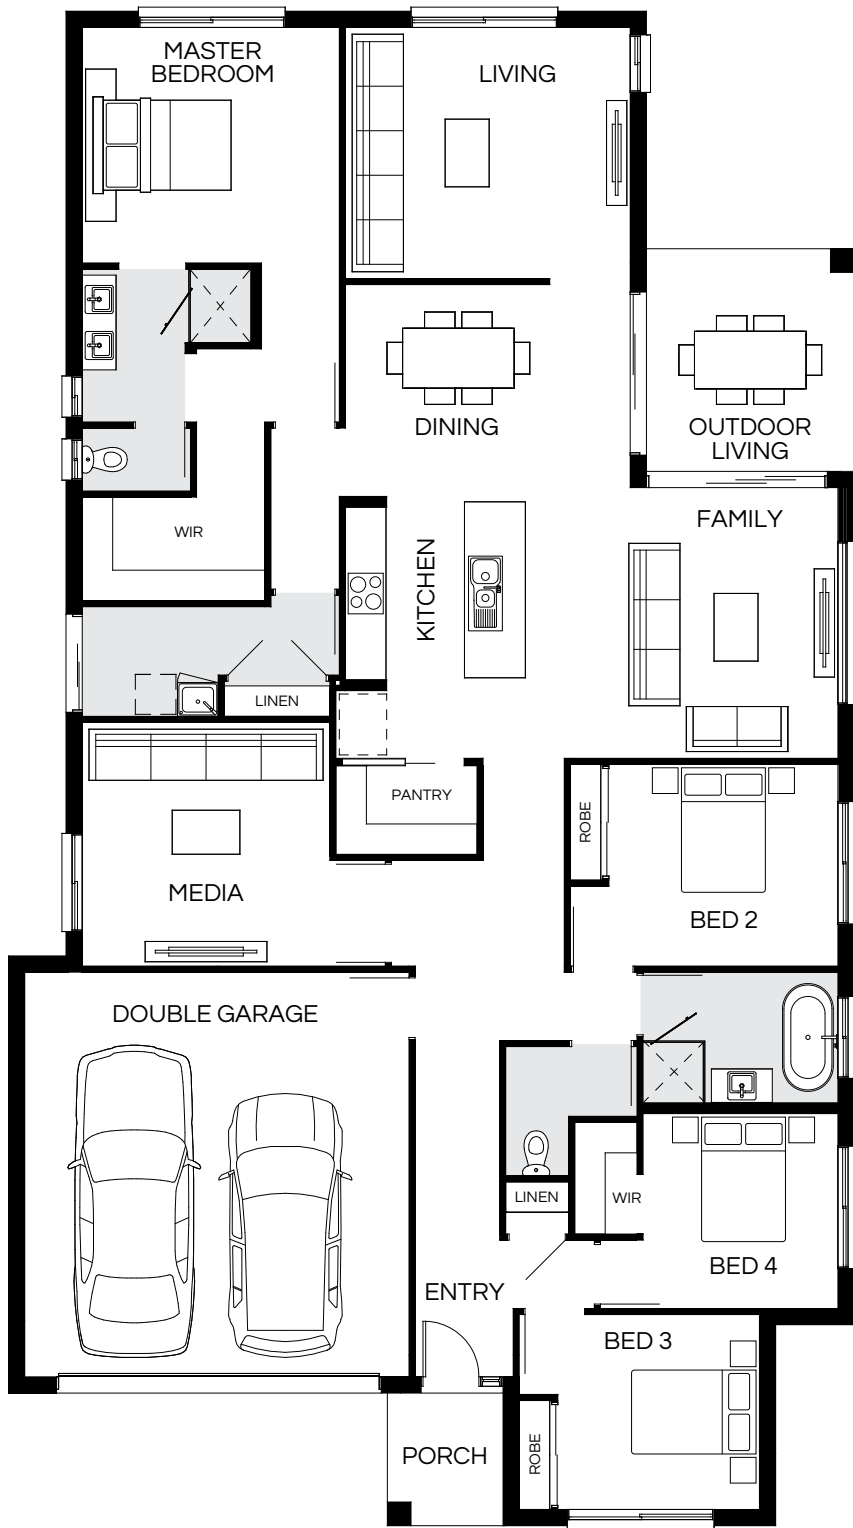 MASTER
BEDROOM
LIVING
DINING
OUTDOOR
LIVING
WIR
KITCHEN
FAMILY
LINEN
PANTRY
ROBE
MEDIA
BED 2
DOUBLE GARAGE
LINEN
WIR
BED 4
ENTRY
BED 3
PORCH
ROBE